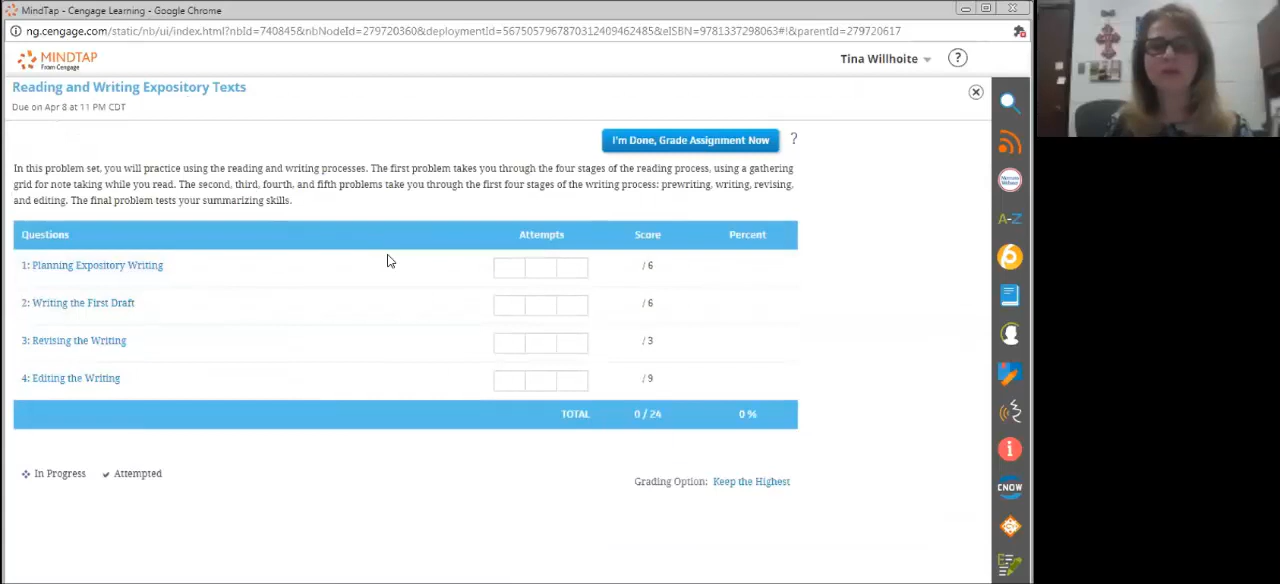 MindTap - Cengage Learning - Google Chrome
ng.cengage.com/static/nb/ui/index.html?nbId=740845&nbNodeId=279720360&deploymentId=5675057967870312409462485&eISBN=9781337298063#!&parentId=279720617
MINDTAP
From Cengage
Tina Willhoite
?
Reading and Writing Expository Texts
Due on Apr 8 at 11 PM CDT
I'm Done, Grade Assignment Now
?
In this problem set, you will practice using the reading and writing processes. The first problem takes you through the four stages of the reading process, using a gathering
grid for note taking while you read. The second, third, fourth, and fifth problems take you through the first four stages of the writing process: prewriting, writing, revising,
and editing. The final problem tests your summarizing skills.
Questions Attempts Score Percent
1: Planning Expository Writing / 6
2: Writing the First Draft / 6
3: Revising the Writing / 3
4: Editing the Writing / 9
TOTAL 0 / 24 0 %
In Progress Attempted
Grading Option: Keep the Highest
A-Z
CNOW